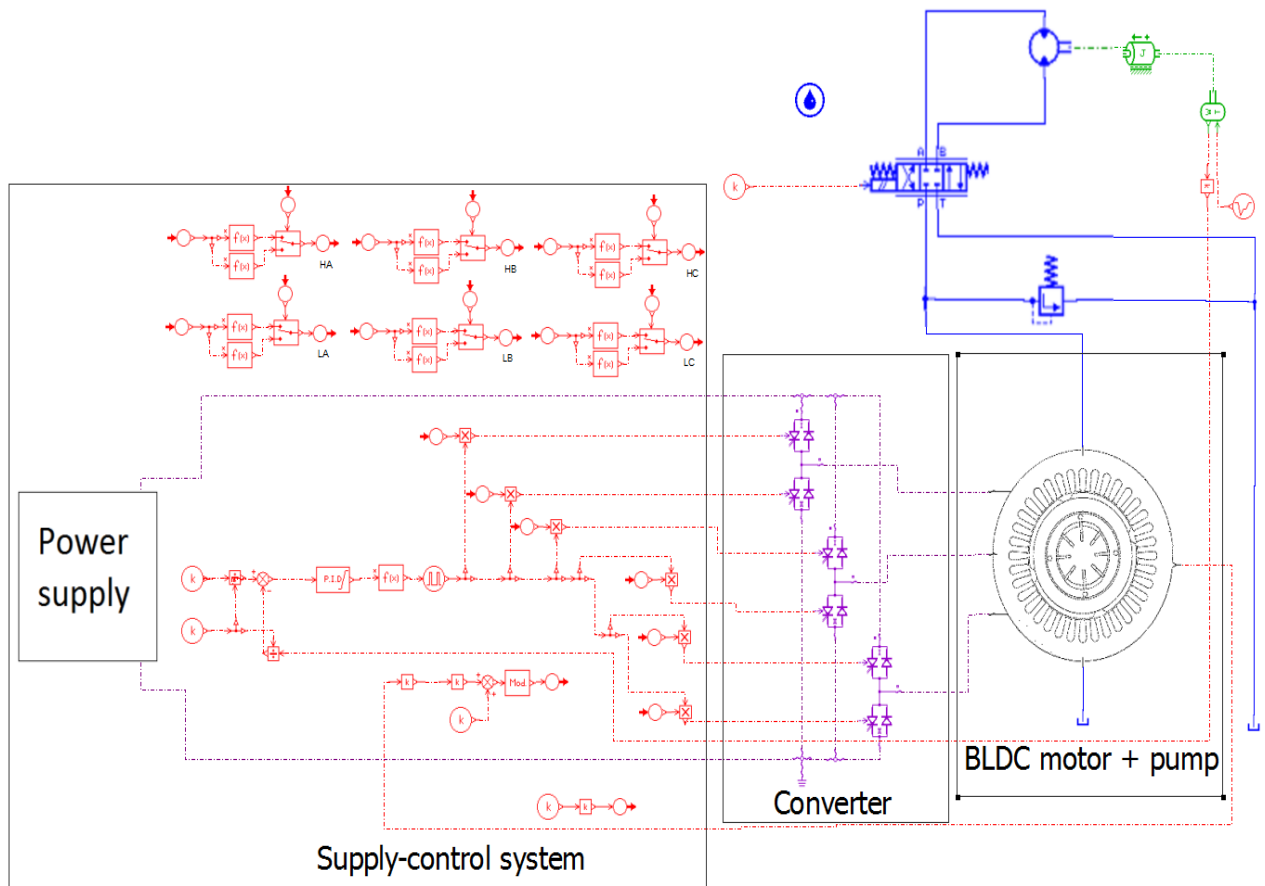 J
A B
k
P T
f(x) f(x) f(x)
f(x) f(x) f(x)
HA HB HC
f(x) f(x) f(x)
f(x) f(x) f(x)
LA LB LC
Power
supply
k
+
-
P.I.D
f(x)
k
k
k
+
+
Mod
k
k
k
BLDC motor + pump
Converter
Supply-control system